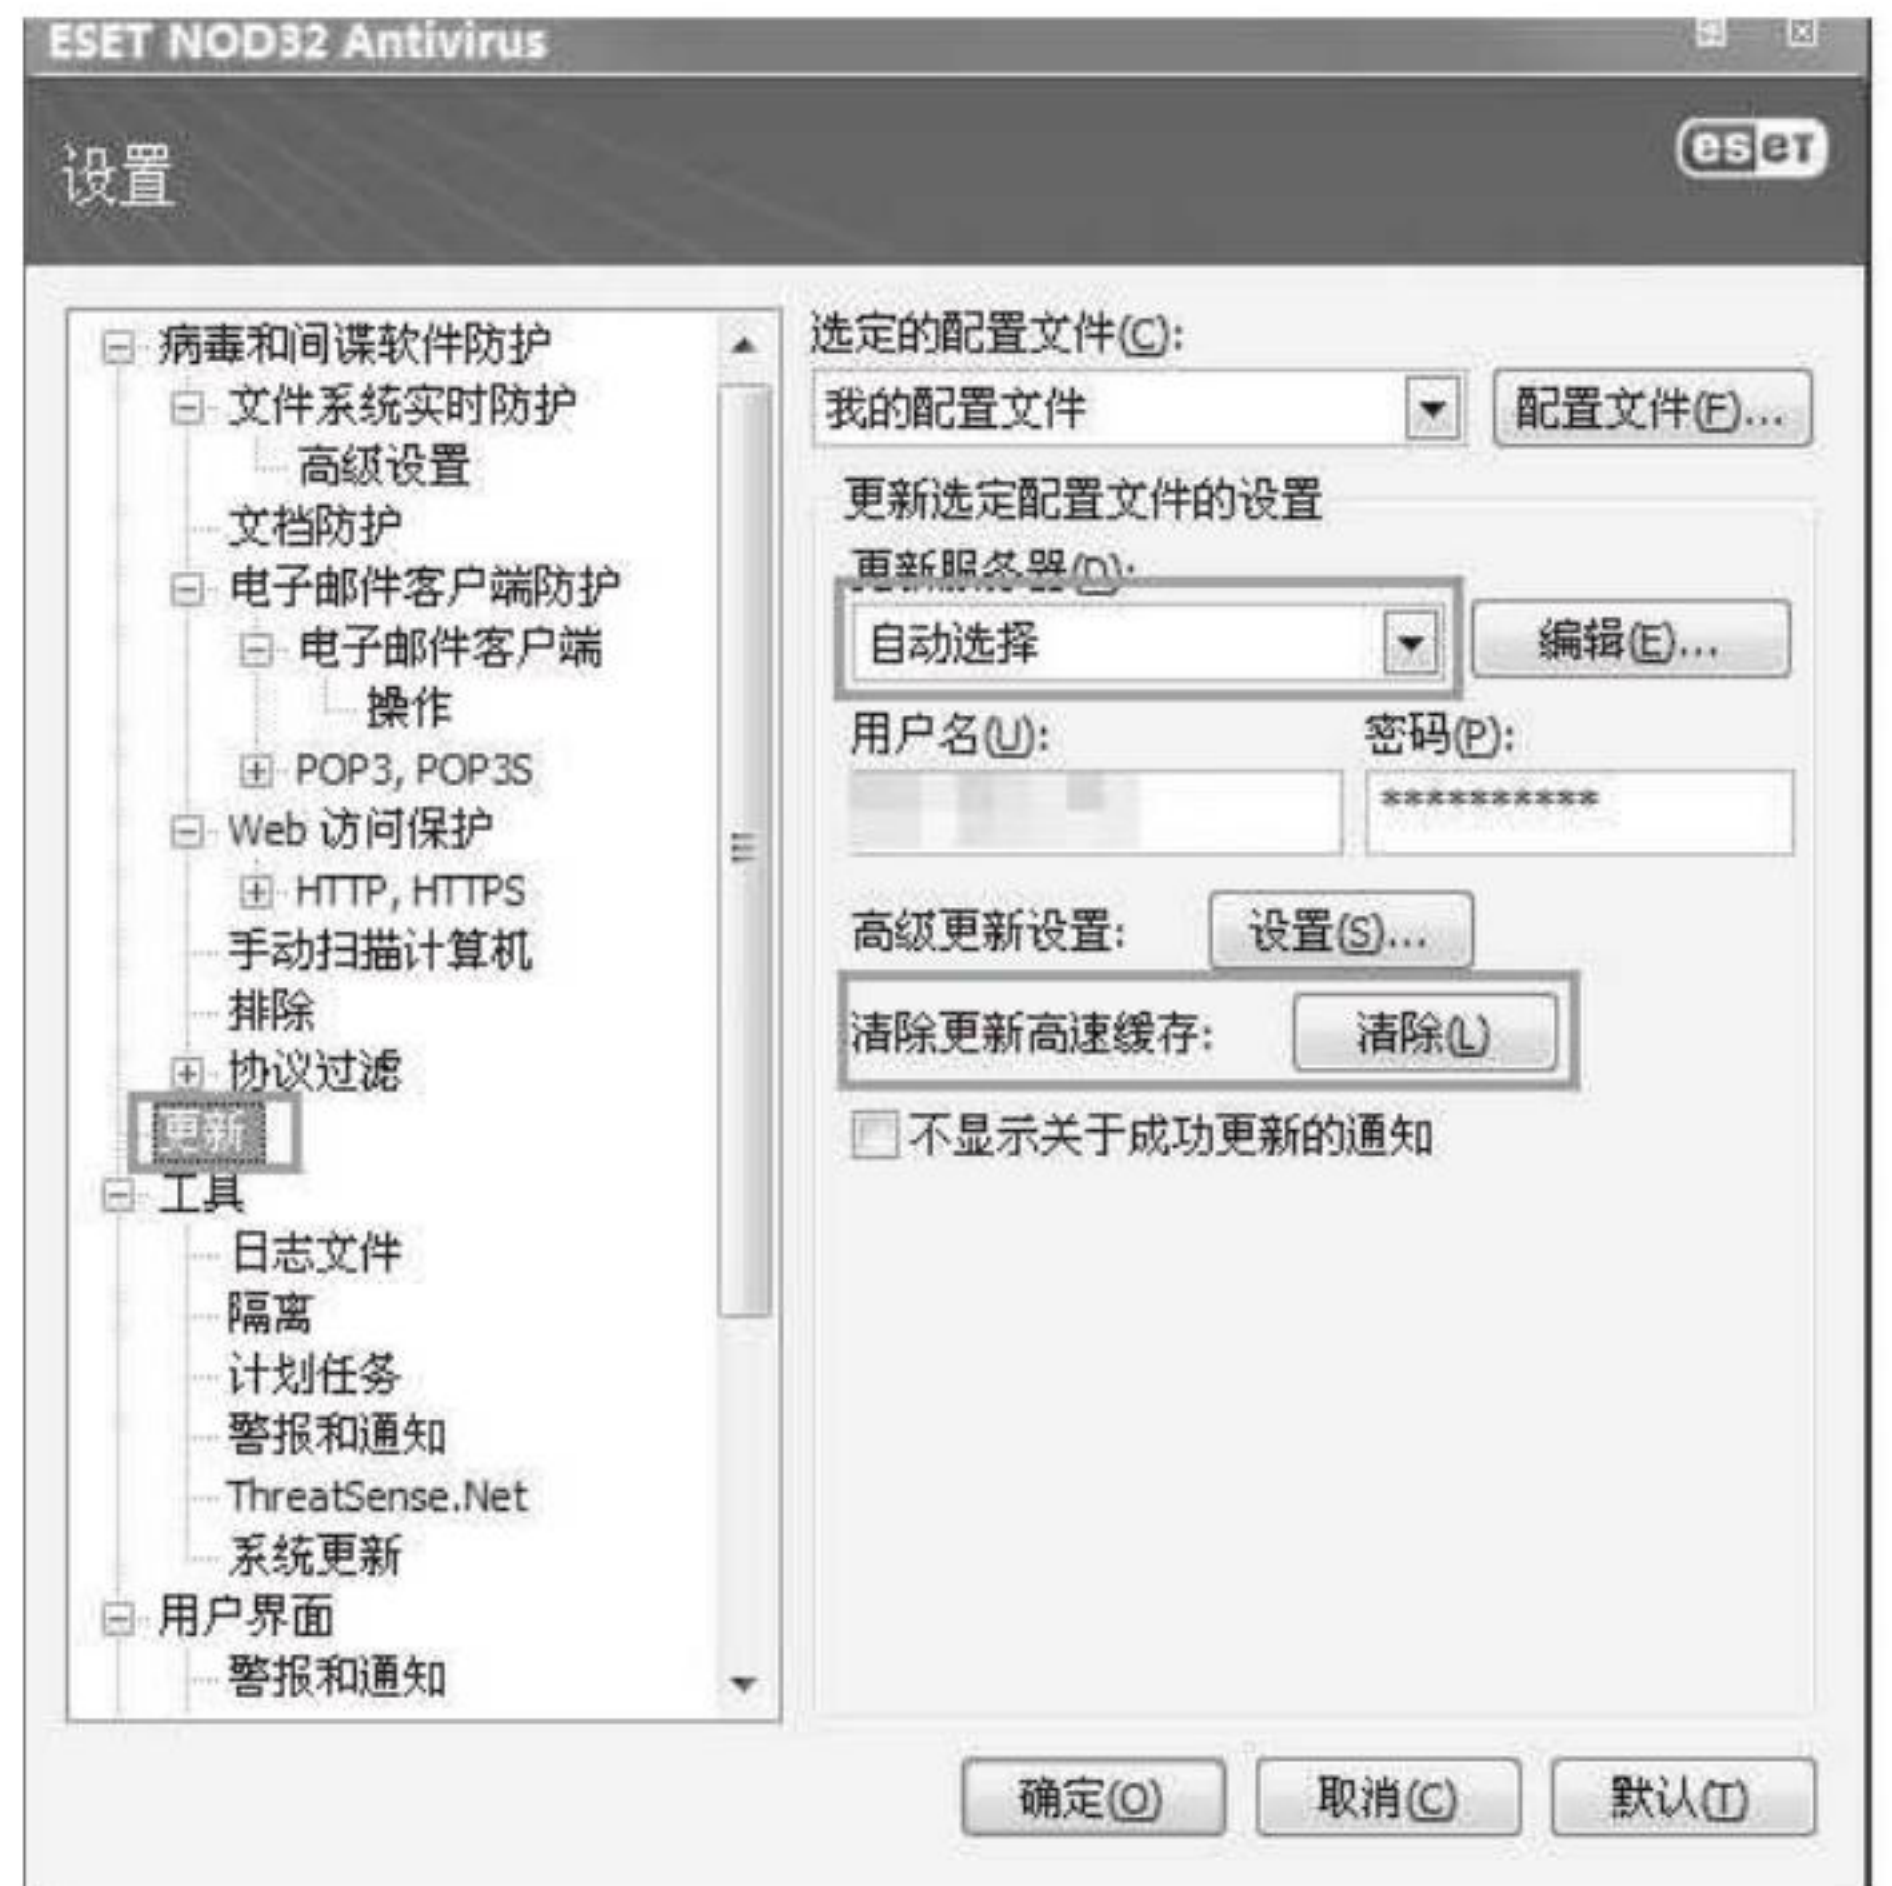 ESET NOD32 Antivirus
设置
eseT
病毒和间谍软件防护
文件系统实时防护
高级设置
文档防护
电子邮件客户端防护
电子邮件客户端
操作
POP3, POP3S
Web 访问保护
HTTP, HTTPS
手动扫描计算机
排除
协议过滤
更新
工具
日志文件
隔离
计划任务
警报和通知
ThreatSense.Net
系统更新
用户界面
警报和通知
选定的配置文件(C):
我的配置文件
配置文件(F)...
更新选定配置文件的设置
更新服务器(D):
自动选择
编辑(E)...
用户名(U):
密码(P):
**********
高级更新设置:
设置(S)...
清除更新高速缓存:
清除(L)
不显示关于成功更新的通知
确定(O)
取消(C)
默认(T)